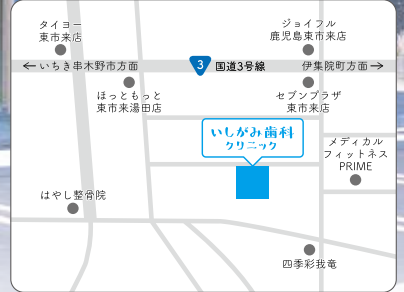 タイヨー
東市来店
ジョイフル
鹿児島東市来店
←いちき串木野市方面
3
国道3号線
伊集院町方面→
ほっともっと
東市来湯田店
セブンプラザ
東市来店
いしがみ歯科
クリニック
メディカル
フィットネス
PRIME
はやし整骨院
四季彩我竜